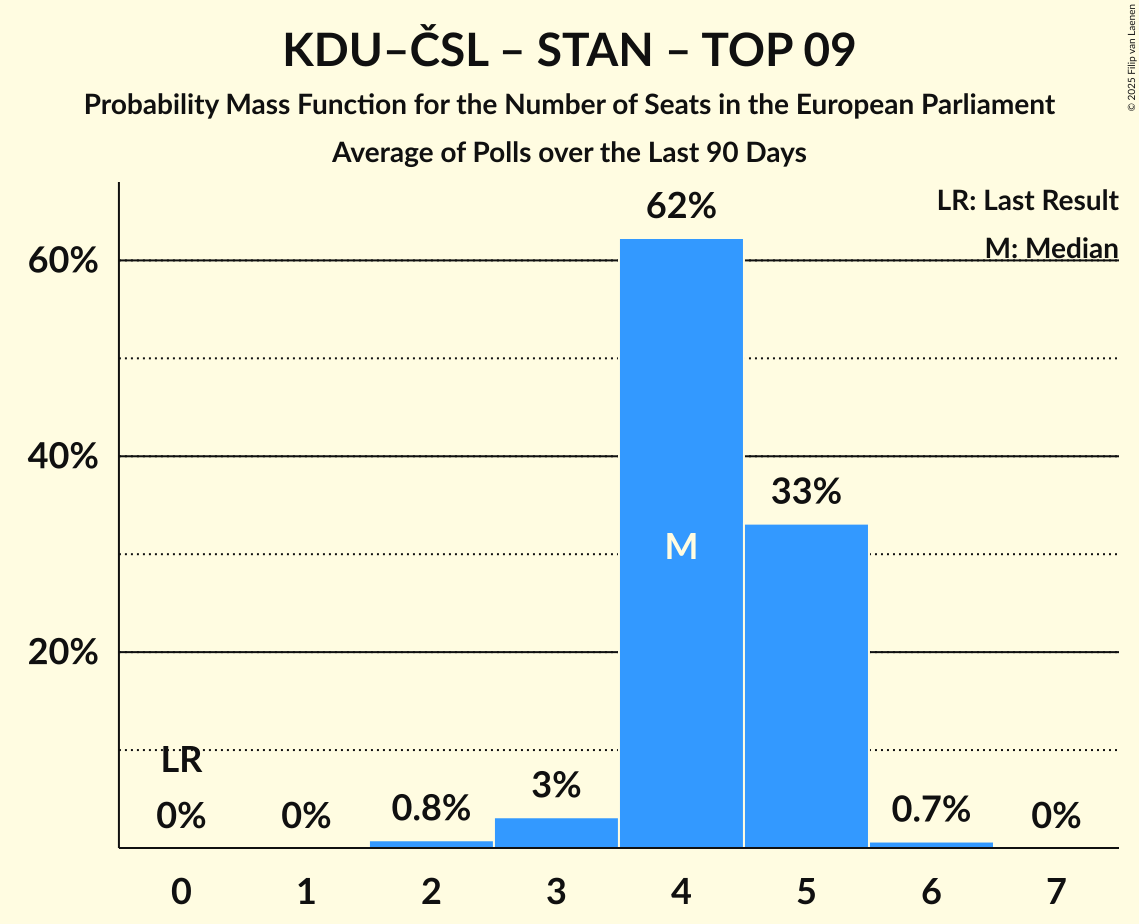 KDU–ČSL – STAN – TOP 09
Probability Mass Function for the Number of Seats in the European Parliament
Average of Polls over the Last 90 Days
© 2025 Filip van Laenen
LR: Last Result
M: Median
62%
60%
40%
33%
M
20%
LR
0% 0% 0.8% 3% 0.7% 0%
0 1 2 3 4 5 6 7